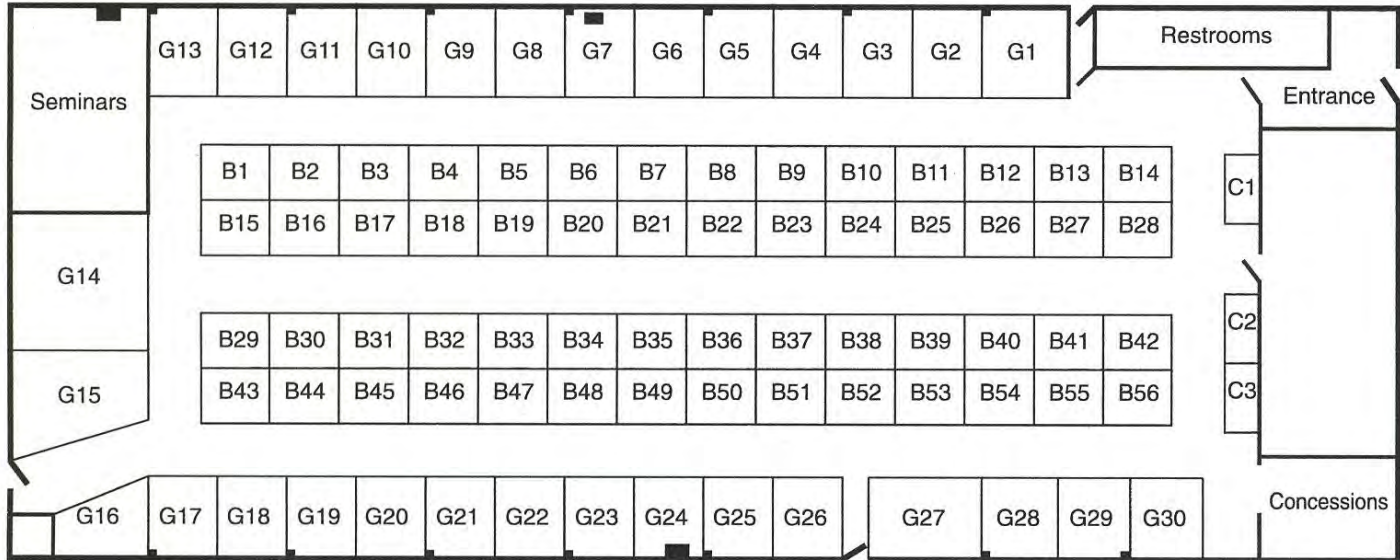 Restrooms
G13 G12 G11 G10 G9 G8 G7 G6 G5 G4 G3 G2 G1
Seminars
Entrance
B1 B2 B3 B4 B5 B6 B7 B8 B9 B10 B11 B12 B13 B14
C1
B15 B16 B17 B18 B19 B20 B21 B22 B23 B24 B25 B26 B27 B28
G14
C2
B29 B30 B31 B32 B33 B34 B35 B36 B37 B38 B39 B40 B41 B42
G15
B43 B44 B45 B46 B47 B48 B49 B50 B51 B52 B53 B54 B55 B56
C3
Concessions
G16 G17 G18 G19 G20 G21 G22 G23 G24 G25 G26 G27 G28 G29 G30